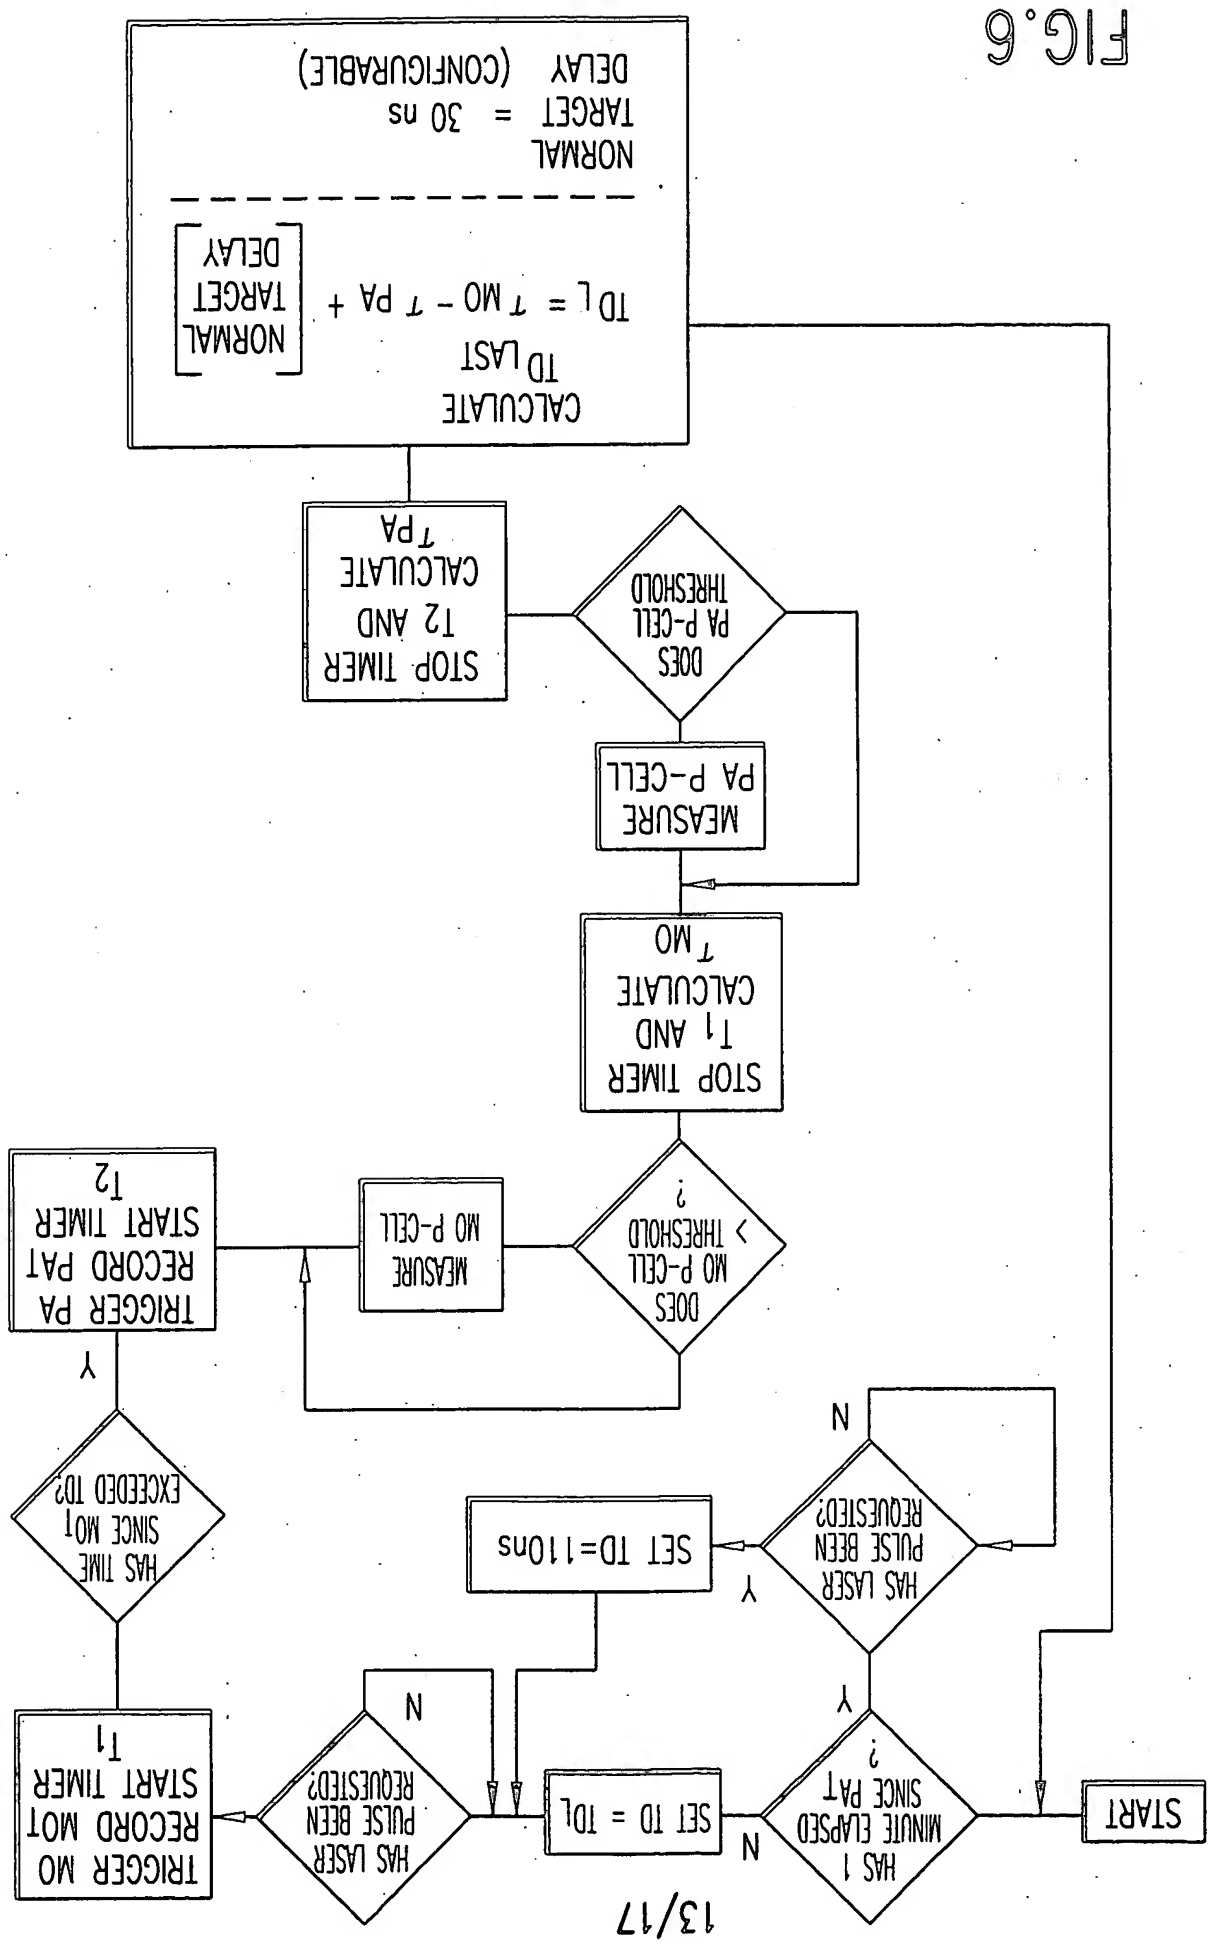 13/17
START
HAS 1
MINUTE ELAPSED
SINCE PAT
?
N
Y
SET TD = TDL
HAS LASER
PULSE BEEN
REQUESTED?
N
TRIGGER MO
RECORD MOT
START TIMER
T1
HAS LASER
PULSE BEEN
REQUESTED?
Y
N
SET TD=110ns
HAS TIME
SINCE MOT
EXCEEDED TD?
Y
TRIGGER PA
RECORD PAT
START TIMER
T2
MEASURE
MO P-CELL
DOES
MO P-CELL
> THRESHOLD
?
STOP TIMER
T1 AND
CALCULATE
τ MO
MEASURE
PA P-CELL
DOES
PA P-CELL
THRESHOLD
STOP TIMER
T2 AND
CALCULATE
τ PA
CALCULATE
TD LAST
TDL = τ MO - τ PA + [NORMAL
TARGET
DELAY]
NORMAL
TARGET = 30 ns
DELAY (CONFIGURABLE)
FIG.6